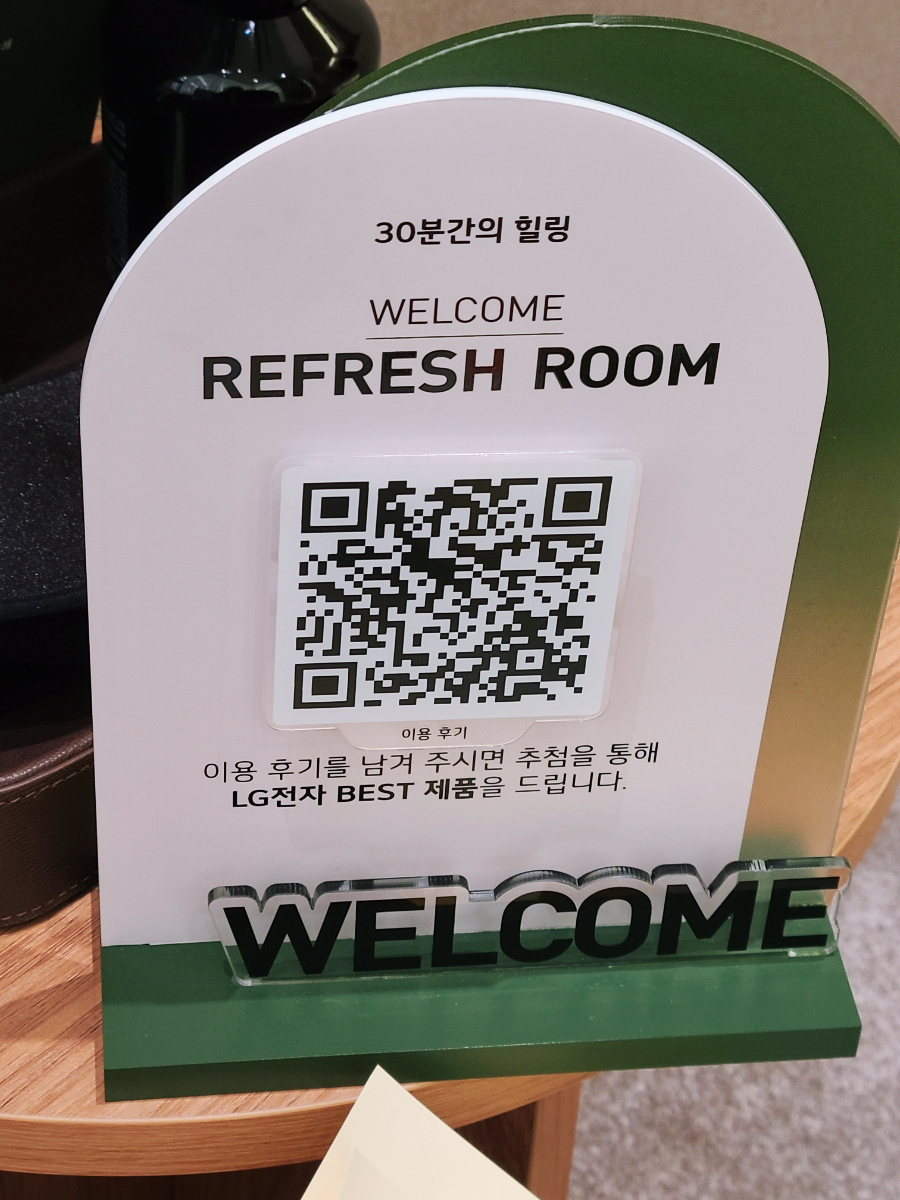 30분간의 힐링
WELCOME
REFRESH ROOM
이용 후기
이용 후기를 남겨 주시면 추첨을 통해
LG전자 BEST 제품을 드립니다.
WELCOME